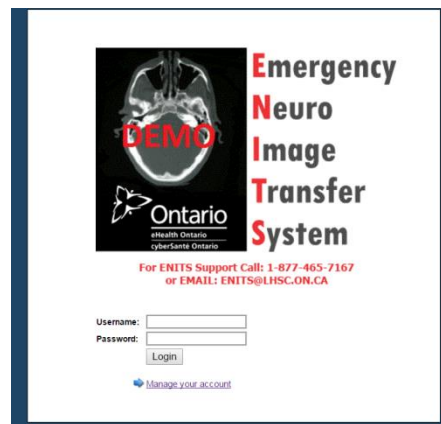 DEMO
Ontario
eHealth Ontario
cyberSanté Ontario
Emergency
Neuro
Image
Transfer
System
For ENITS Support Call: 1-877-465-7167
or EMAIL: ENITS@LHSC.ON.CA
Username:
Password:
Login
Manage your account